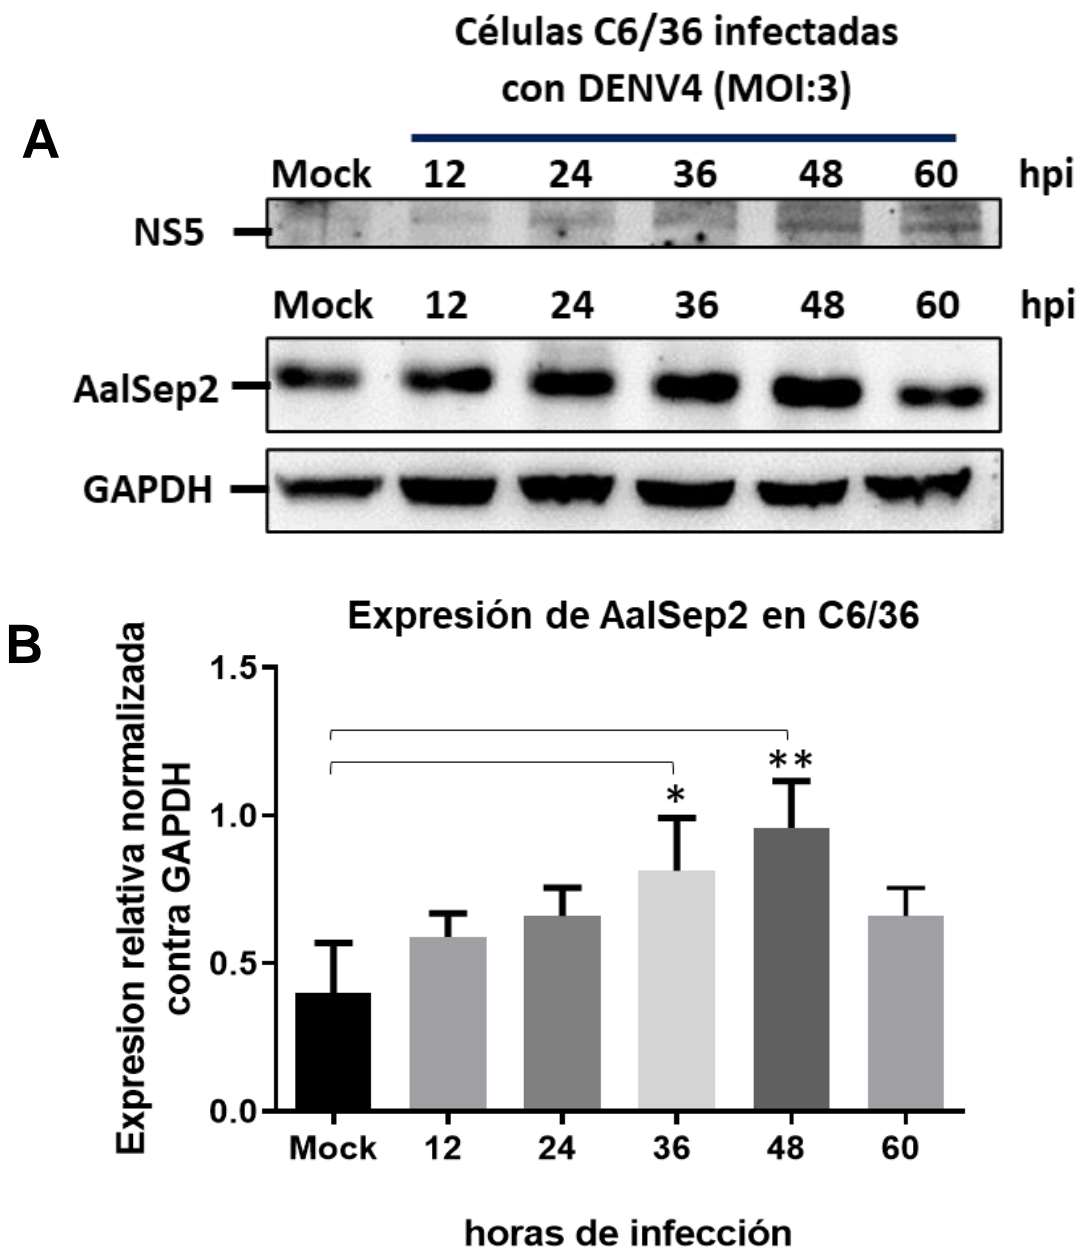 Células C6/36 infectadas
con DENV4 (MOI:3)
A
Mock 12 24 36 48 60 hpi
NS5
Mock 12 24 36 48 60 hpi
AalSep2
GAPDH
B
Expresión de AalSep2 en C6/36
Expresion relativa normalizada
contra GAPDH
1.5
1.0
0.5
0.0
*
**
Mock 12 24 36 48 60
horas de infección